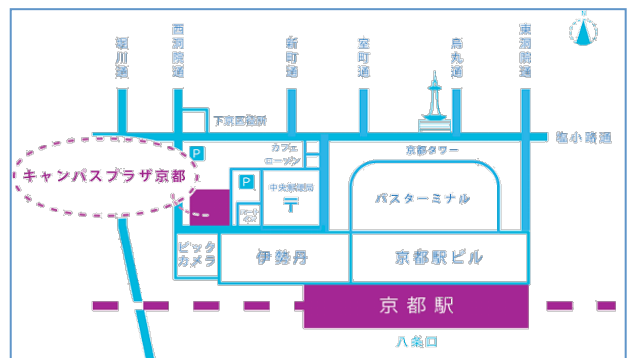 堀川通
西洞院通
新町通
室町通
烏丸通
東洞院通
下京区役所
塩小路通
P
カフェ
ローソン
京都タワー
キャンパスプラザ京都
P
中央郵便局
〒
バスターミナル
ビック
カメラ
伊勢丹
京都駅ビル
京都駅
八条口